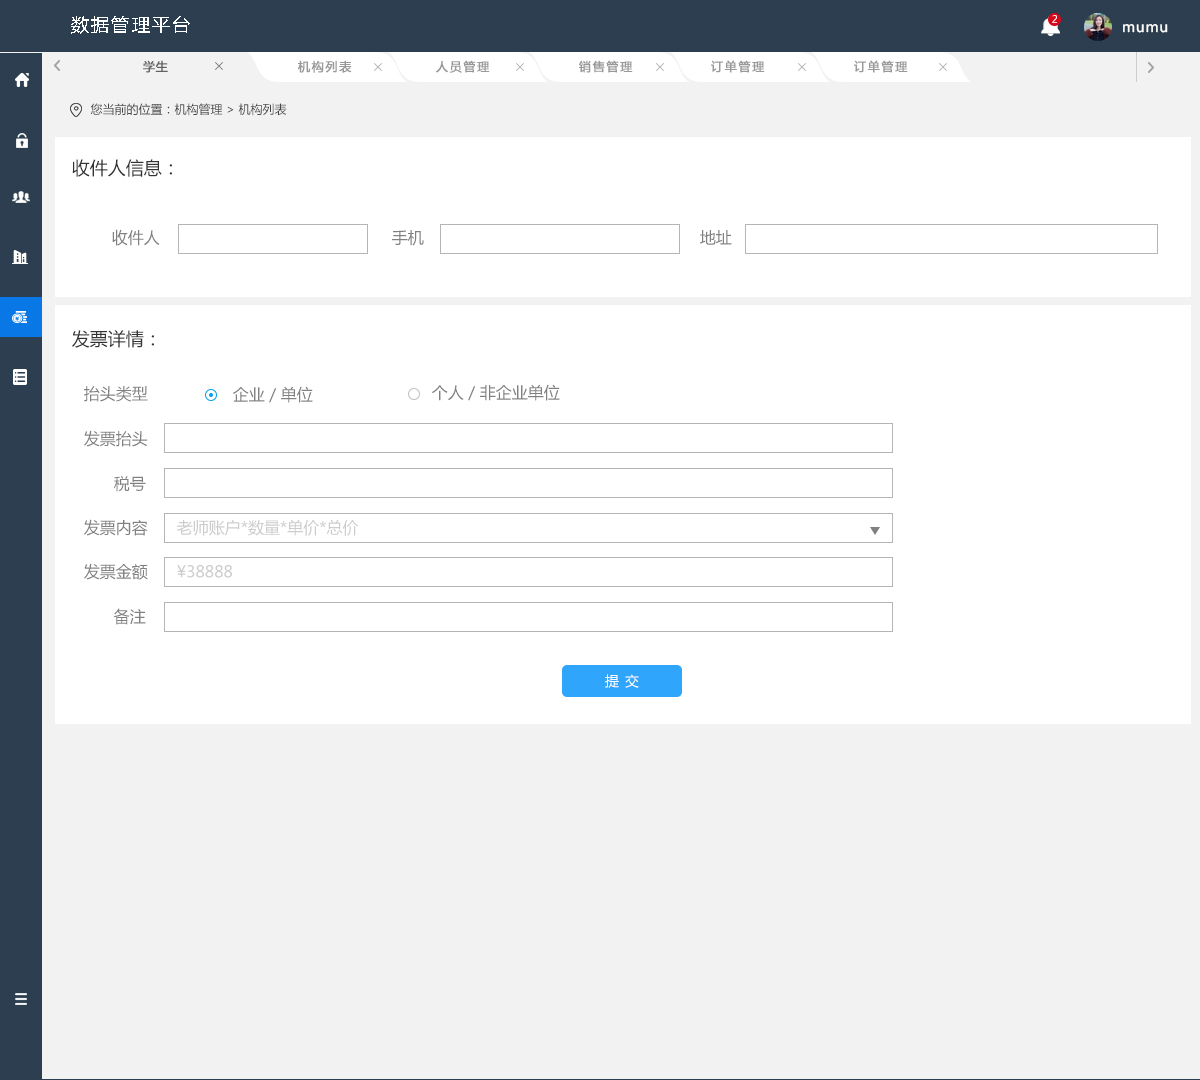 数据管理平台
2
mumu
学生 机构列表 人员管理 销售管理 订单管理 订单管理
您当前的位置：机构管理 > 机构列表
收件人信息：
收件人 手机 地址
发票详情：
抬头类型 企业 / 单位 个人 / 非企业单位
发票抬头
税号
发票内容 老师账户*数量*单价*总价
发票金额 ¥38888
备注
提 交